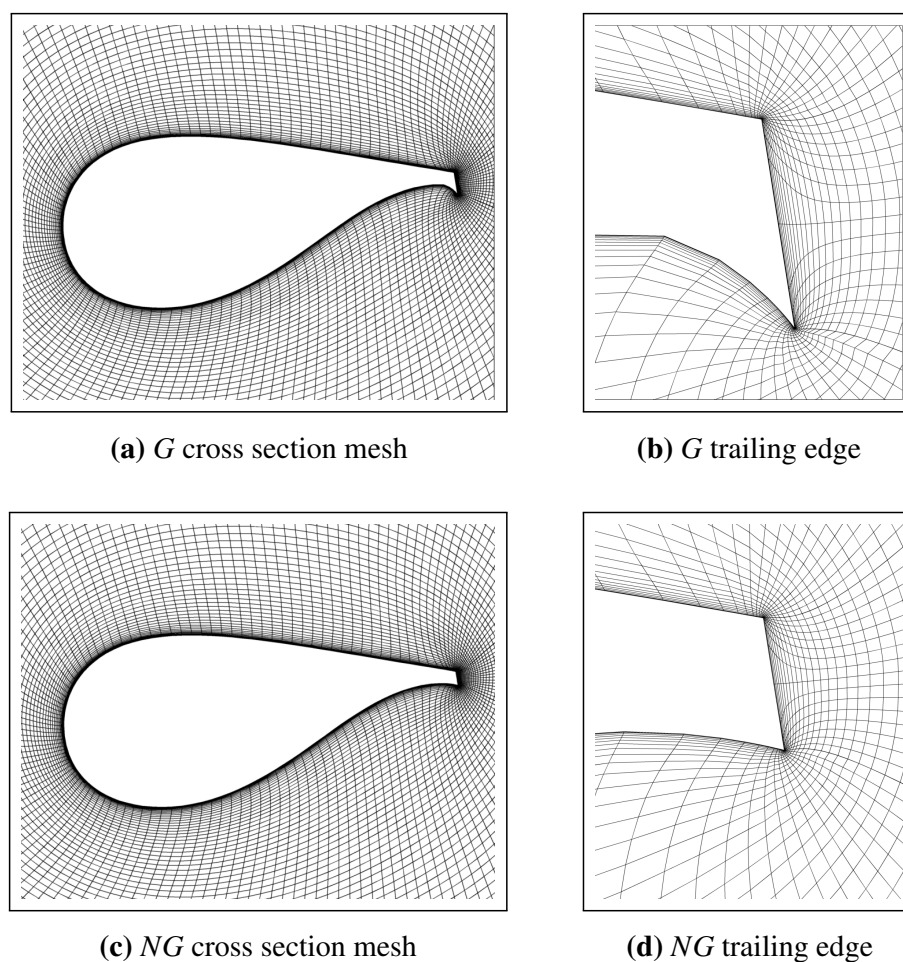 (a) G cross section mesh
(b) G trailing edge
(c) NG cross section mesh
(d) NG trailing edge